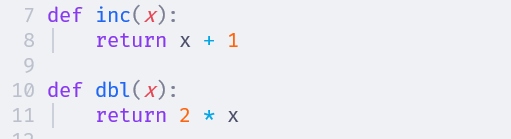 7 def inc(x):
8     return x + 1
9
10 def dbl(x):
11     return 2 * x